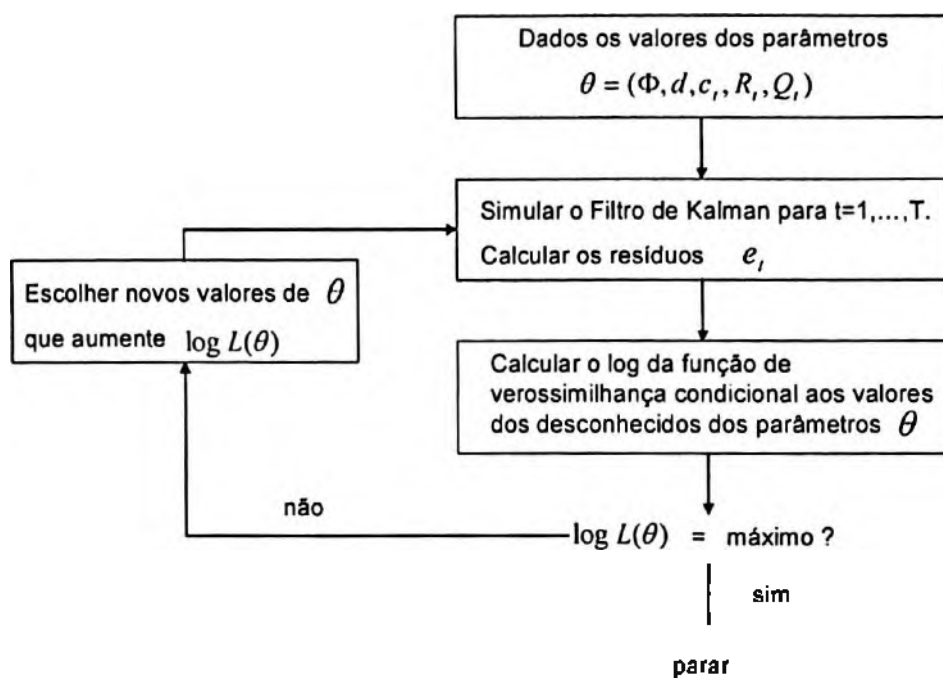 Dados os valores dos parâmetros
θ = (Φ, d, c_t, R_t, Q_t)
Simular o Filtro de Kalman para t=1,...,T.
Calcular os resíduos e_t
Escolher novos valores de θ
que aumente log L(θ)
Calcular o log da função de
verossimilhança condicional aos valores
dos desconhecidos dos parâmetros θ
não
log L(θ) = máximo ?
sim
parar